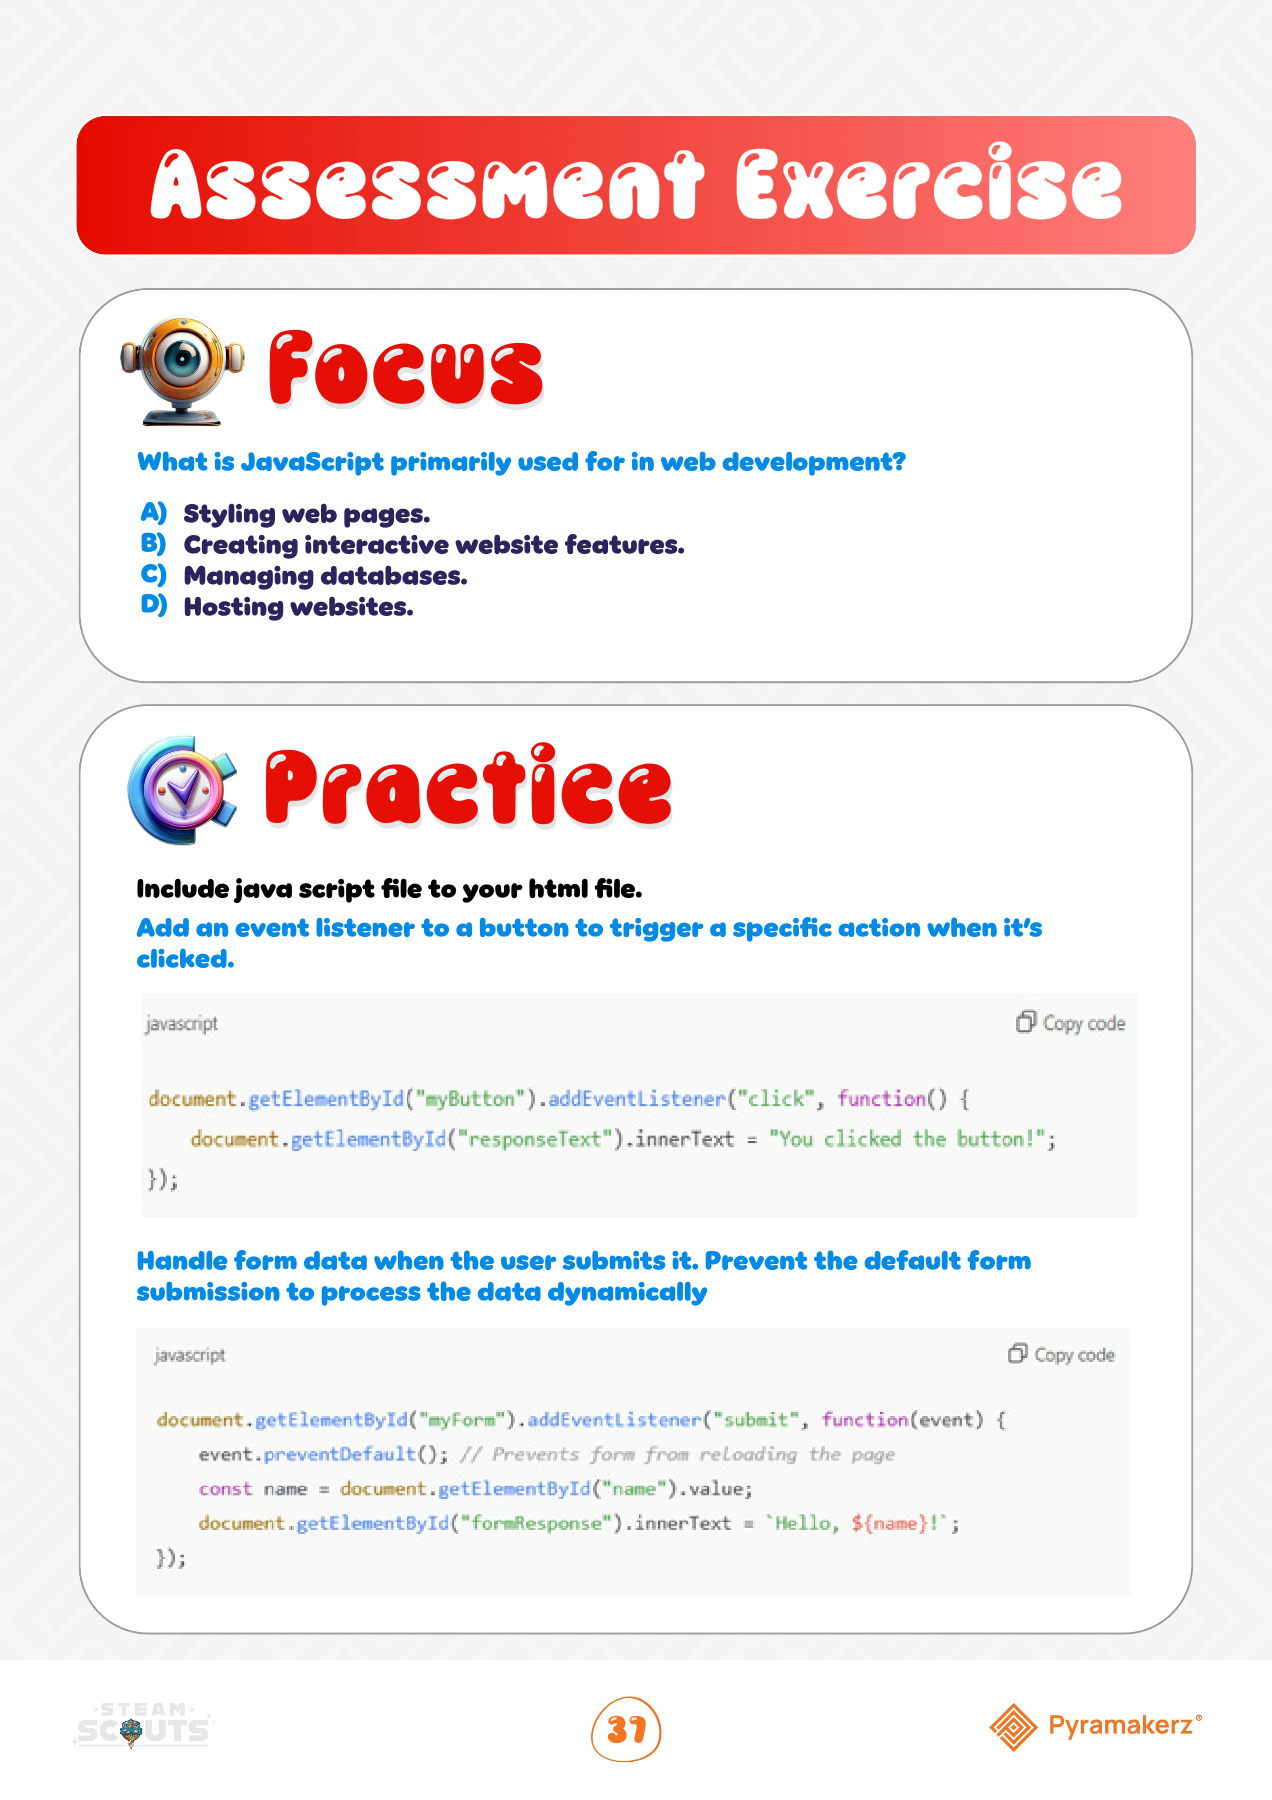 Assessment Exercise
Focus
What is JavaScript primarily used for in web development?
A) Styling web pages.
B) Creating interactive website features.
C) Managing databases.
D) Hosting websites.
Practice
Include java script file to your html file.
Add an event listener to a button to trigger a specific action when it's
clicked.
javascript Copy code
document.getElementById("myButton").addEventListener("click", function() {
    document.getElementById("responseText").innerText = "You clicked the button!";
});
Handle form data when the user submits it. Prevent the default form
submission to process the data dynamically
javascript Copy code
document.getElementById("myForm").addEventListener("submit", function(event) {
    event.preventDefault(); // Prevents form from reloading the page
    const name = document.getElementById("name").value;
    document.getElementById("formResponse").innerText = `Hello, ${name}!`;
});
STEAM
SCOUTS
37
Pyramakerz®